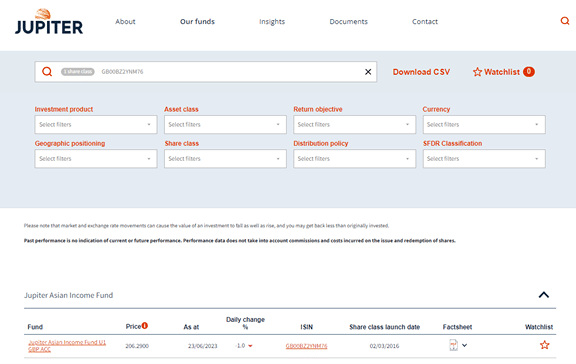 JUPITER
About Our funds Insights Documents Contact
1 share class GB00BZ2YNM76 Download CSV Watchlist 0
Investment product Asset class Return objective Currency
Select filters Select filters Select filters Select filters
Geographic positioning Share class Distribution policy SFDR Classification
Select filters Select filters Select filters Select filters
Please note that market and exchange rate movements can cause the value of an investment to fall as well as rise, and you may get back less than originally invested.
Past performance is no indication of current or future performance. Performance data does not take into account commissions and costs incurred on the issue and redemption of shares.
Jupiter Asian Income Fund
Fund Price As at Daily change % ISIN Share class launch date Factsheet Watchlist
Jupiter Asian Income Fund U1 GBP ACC 206.2900 23/06/2023 -1.0 GB00BZ2YNM76 02/03/2016